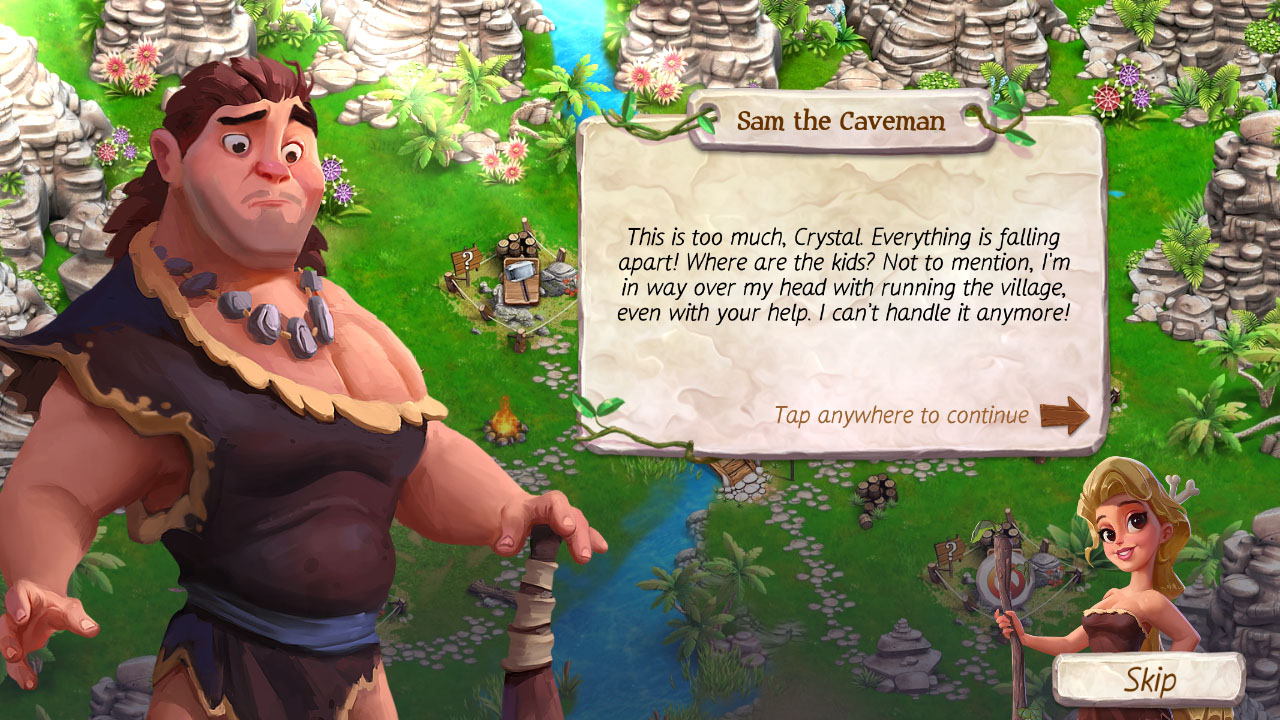 Sam the Caveman
This is too much, Crystal. Everything is falling
apart! Where are the kids? Not to mention, I'm
in way over my head with running the village,
even with your help. I can't handle it anymore!
Tap anywhere to continue
?
?
Skip